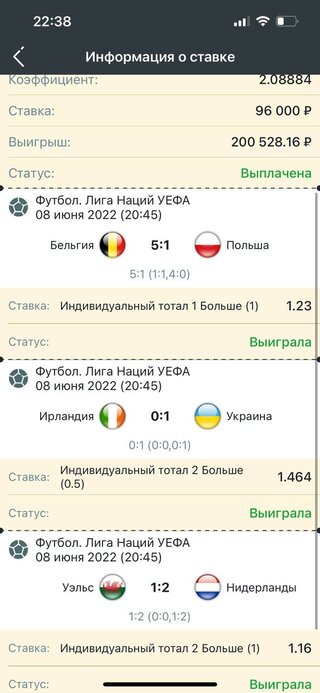 22:38
Информация о ставке
Коэффициент: 2.08884
Ставка: 96 000 ₽
Выигрыш: 200 528.16 ₽
Статус: Выплачена
Футбол. Лига Наций УЕФА
08 июня 2022 (20:45)
Бельгия 5:1 Польша
5:1 (1:1,4:0)
Ставка: Индивидуальный тотал 1 Больше (1) 1.23
Статус: Выиграла
Футбол. Лига Наций УЕФА
08 июня 2022 (20:45)
Ирландия 0:1 Украина
0:1 (0:0,0:1)
Ставка: Индивидуальный тотал 2 Больше
(0.5) 1.464
Статус: Выиграла
Футбол. Лига Наций УЕФА
08 июня 2022 (20:45)
Уэльс 1:2 Нидерланды
1:2 (0:0,1:2)
Ставка: Индивидуальный тотал 2 Больше (1) 1.16
Статус: Выиграла